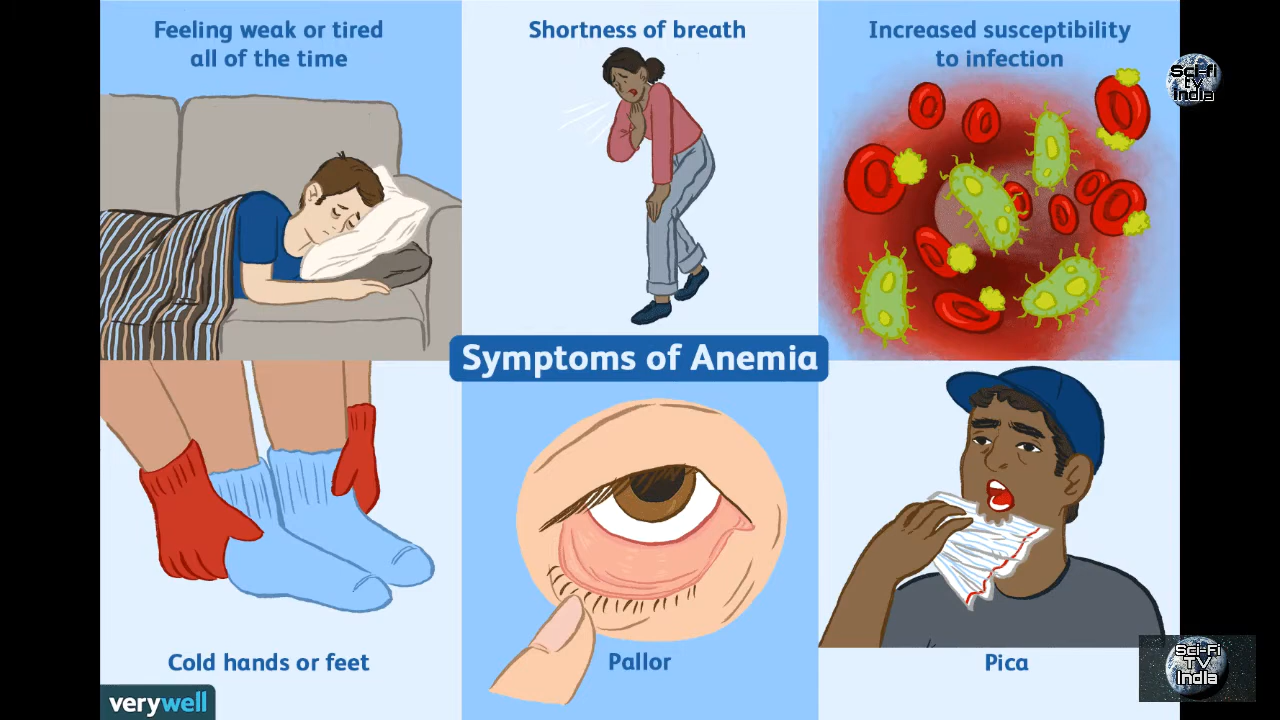 Feeling weak or tired
all of the time
Shortness of breath
Increased susceptibility
to infection
Sci-fi
tv
India
Symptoms of Anemia
Cold hands or feet
Pallor
Pica
Sci-Fi
TV
India
verywell